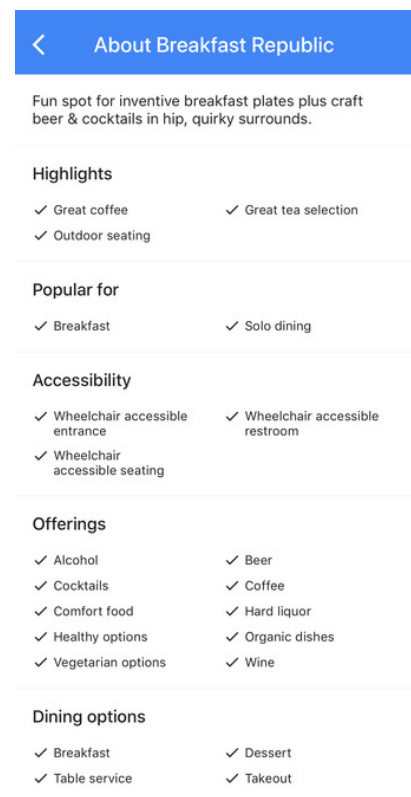 About Breakfast Republic
Fun spot for inventive breakfast plates plus craft
beer & cocktails in hip, quirky surrounds.
Highlights
Great coffee
Great tea selection
Outdoor seating
Popular for
Breakfast
Solo dining
Accessibility
Wheelchair accessible
entrance
Wheelchair accessible
restroom
Wheelchair
accessible seating
Offerings
Alcohol
Beer
Cocktails
Coffee
Comfort food
Hard liquor
Healthy options
Organic dishes
Vegetarian options
Wine
Dining options
Breakfast
Dessert
Table service
Takeout